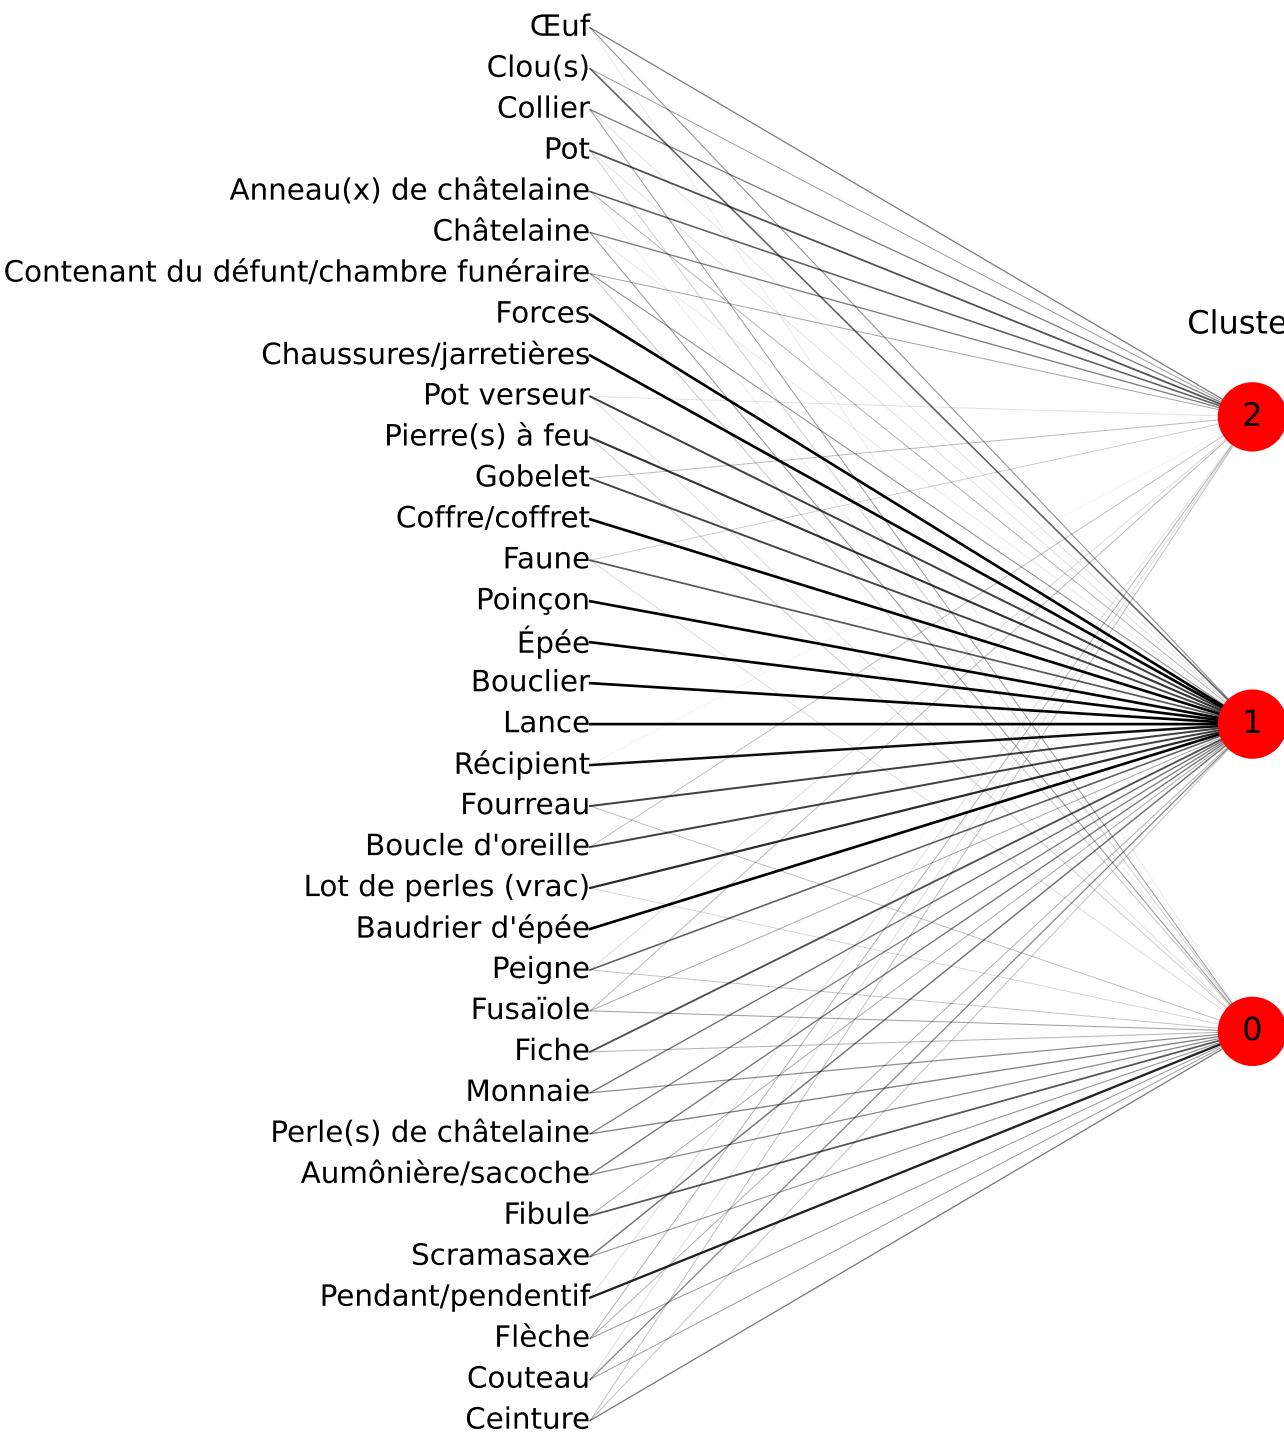 Œuf
Clou(s)
Collier
Pot
Anneau(x) de châtelaine
Châtelaine
Contenant du défunt/chambre funéraire
Forces
Cluste
Chaussures/jarretières
Pot verseur
2
Pierre(s) à feu
Gobelet
Coffre/coffret
Faune
Poinçon
Épée
Bouclier
Lance
1
Récipient
Fourreau
Boucle d'oreille
Lot de perles (vrac)
Baudrier d'épée
Peigne
Fusaïole
0
Fiche
Monnaie
Perle(s) de châtelaine
Aumônière/sacoche
Fibule
Scramasaxe
Pendant/pendentif
Flèche
Couteau
Ceinture